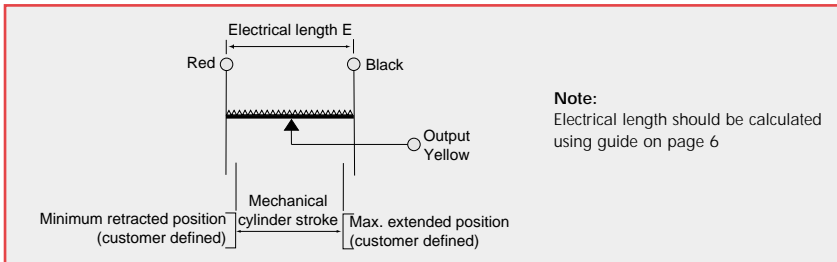 Electrical length E
Red
Black
Output
Yellow
Mechanical
cylinder stroke
Minimum retracted position
(customer defined)
Max. extended position
(customer defined)
Note:
Electrical length should be calculated
using guide on page 6